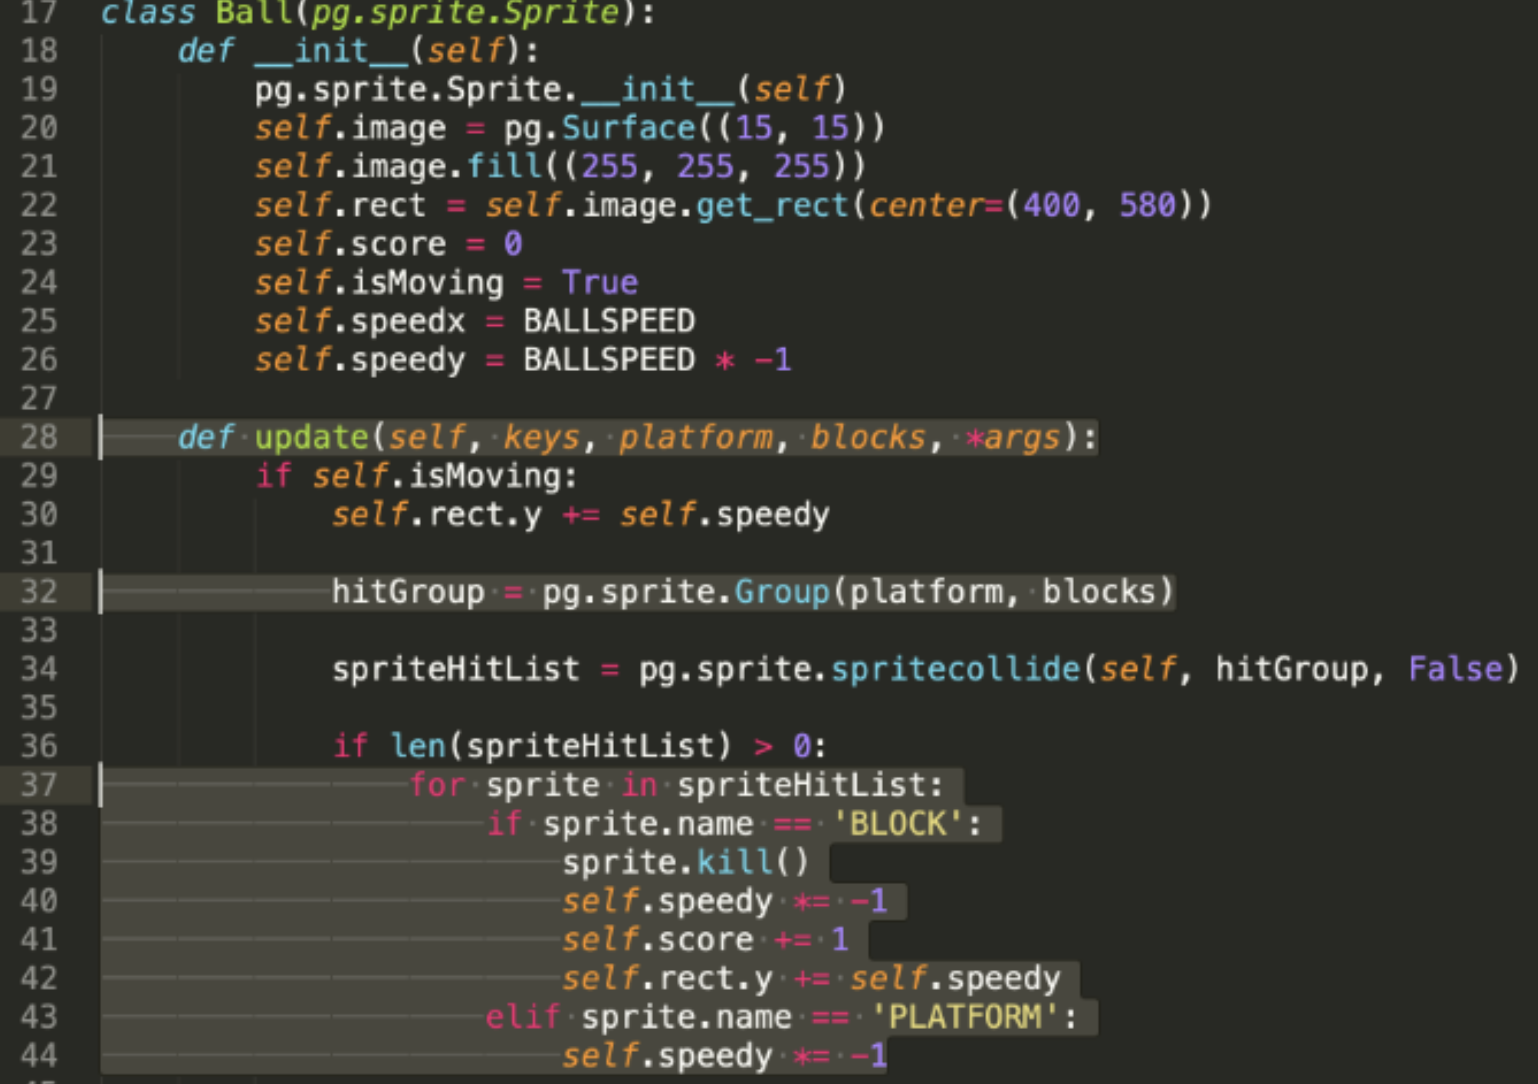 17 class Ball(pg.sprite.Sprite):
18     def __init__(self):
19         pg.sprite.Sprite.__init__(self)
20         self.image = pg.Surface((15, 15))
21         self.image.fill((255, 255, 255))
22         self.rect = self.image.get_rect(center=(400, 580))
23         self.score = 0
24         self.isMoving = True
25         self.speedx = BALLSPEED
26         self.speedy = BALLSPEED * -1
27
28     def update(self, keys, platform, blocks, *args):
29         if self.isMoving:
30             self.rect.y += self.speedy
31
32             hitGroup = pg.sprite.Group(platform, blocks)
33
34             spriteHitList = pg.sprite.spritecollide(self, hitGroup, False)
35
36             if len(spriteHitList) > 0:
37                 for sprite in spriteHitList:
38                     if sprite.name == 'BLOCK':
39                         sprite.kill()
40                         self.speedy *= -1
41                         self.score += 1
42                         self.rect.y += self.speedy
43                     elif sprite.name == 'PLATFORM':
44                         self.speedy *= -1